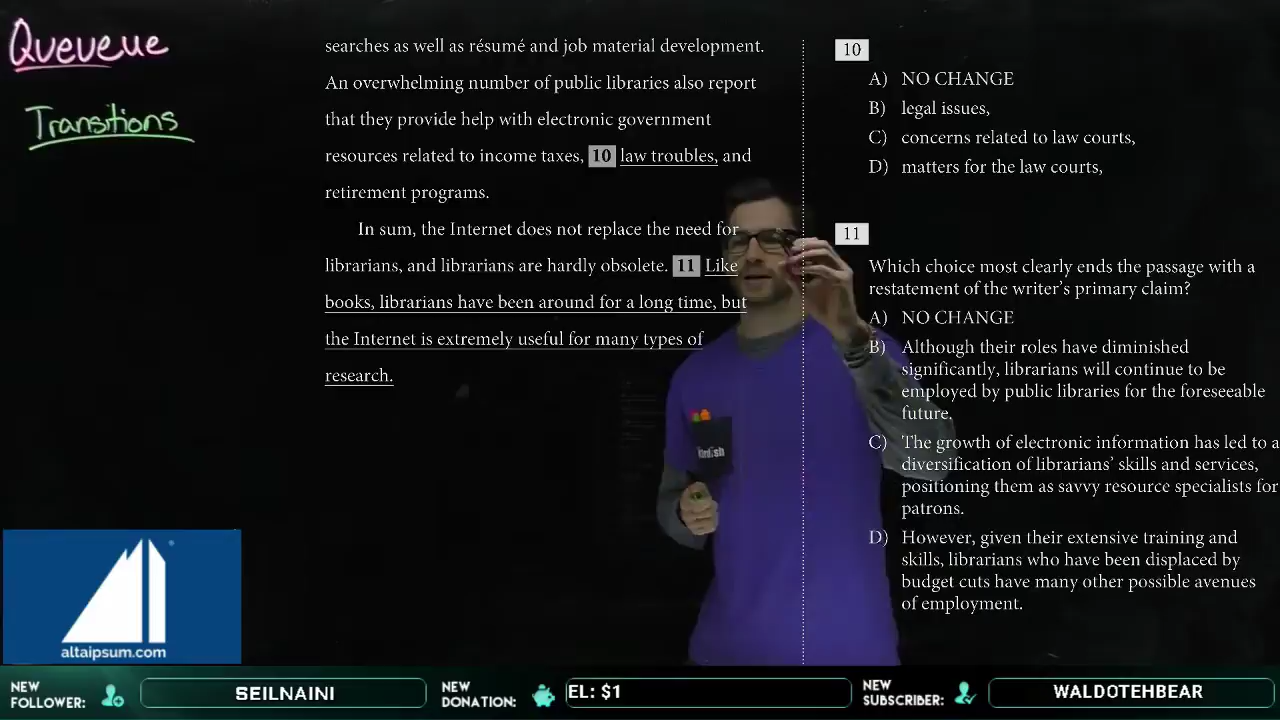 Queueue
Transitions
searches as well as résumé and job material development.
An overwhelming number of public libraries also report
that they provide help with electronic government
resources related to income taxes, 10 law troubles, and
retirement programs.
In sum, the Internet does not replace the need for
librarians, and librarians are hardly obsolete. 11 Like
books, librarians have been around for a long time, but
the Internet is extremely useful for many types of
research.
10
A) NO CHANGE
B) legal issues,
C) concerns related to law courts,
D) matters for the law courts,
11
Which choice most clearly ends the passage with a
restatement of the writer's primary claim?
A) NO CHANGE
B) Although their roles have diminished
significantly, librarians will continue to be
employed by public libraries for the foreseeable
future.
C) The growth of electronic information has led to a
diversification of librarians' skills and services,
positioning them as savvy resource specialists for
patrons.
D) However, given their extensive training and
skills, librarians who have been displaced by
budget cuts have many other possible avenues
of employment.
altaipsum.com
NEW
FOLLOWER:
SEILNAINI
NEW
DONATION:
EL: $1
NEW
SUBSCRIBER:
WALDOTEHBEAR